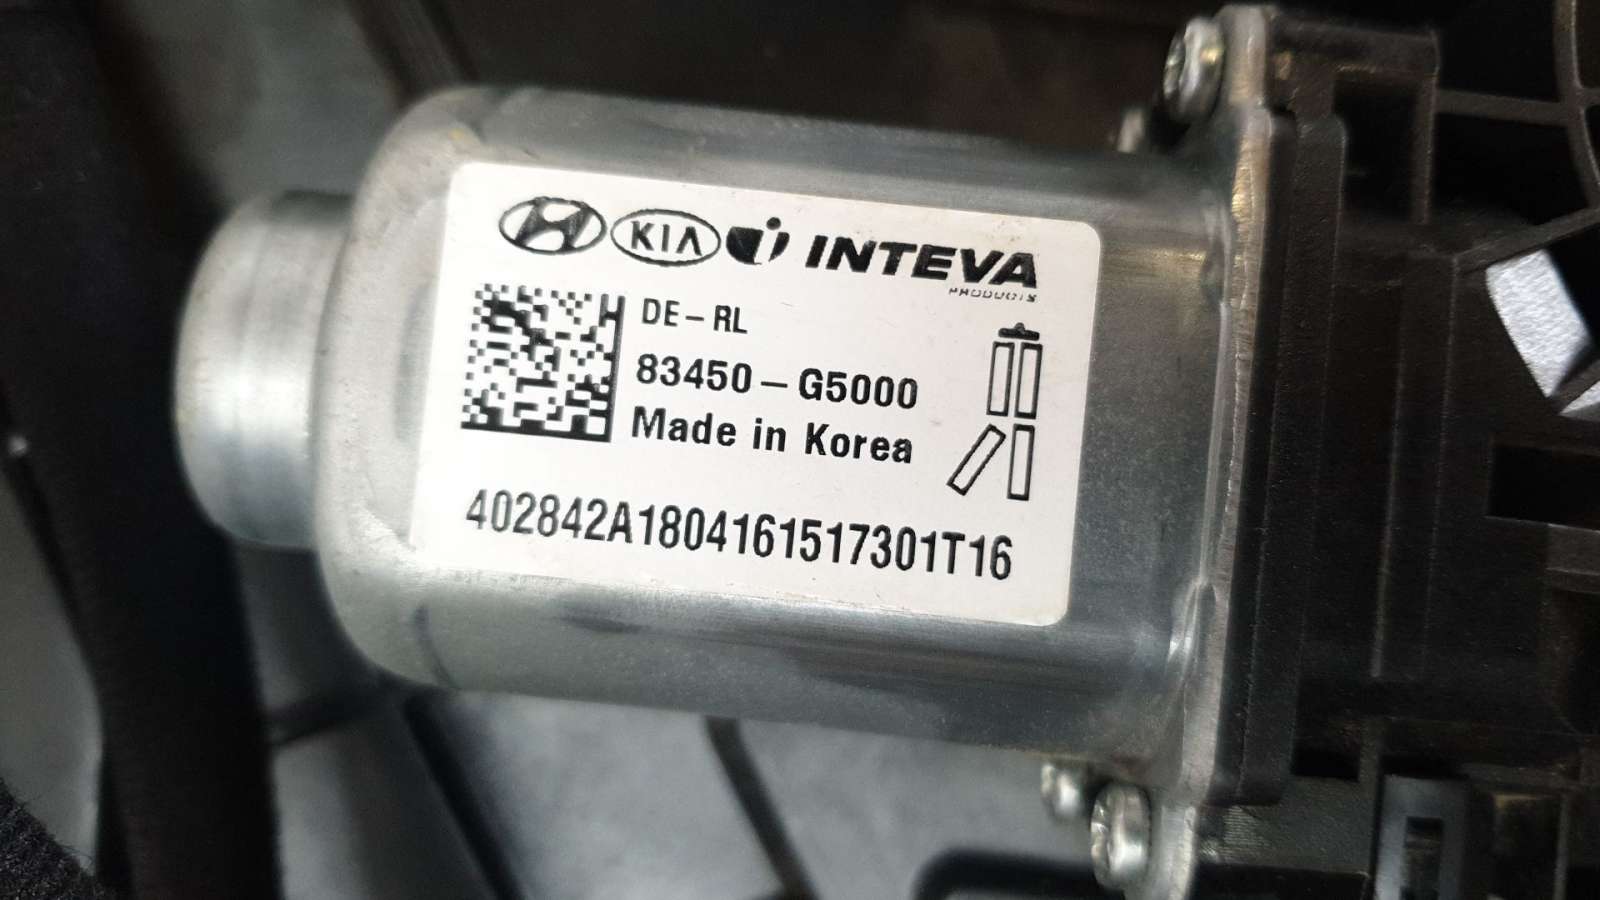 KIA INTEVA
PRODUCTS
DE-RL
83450-G5000
Made in Korea
402842A1804161517301T16